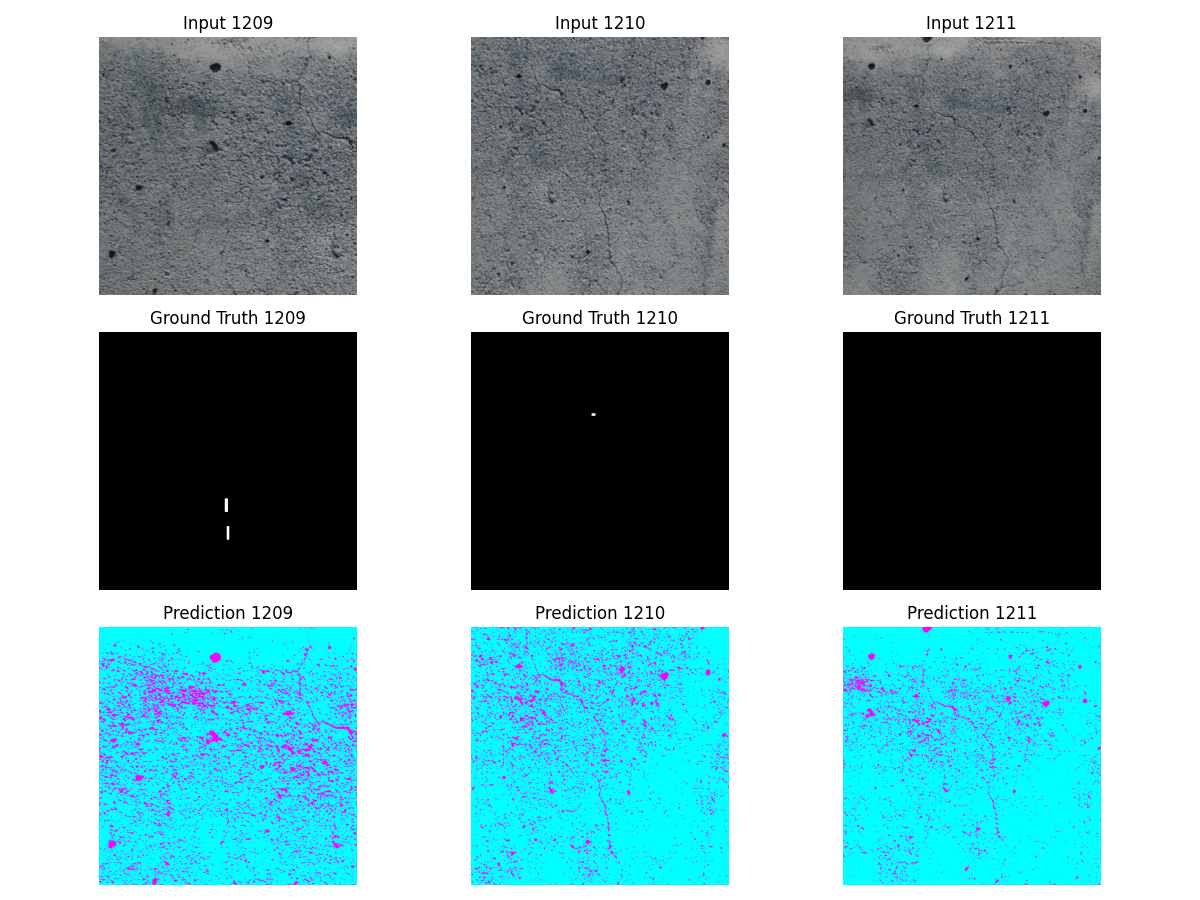 Input 1209
Input 1210
Input 1211
Ground Truth 1209
Ground Truth 1210
Ground Truth 1211
Prediction 1209
Prediction 1210
Prediction 1211